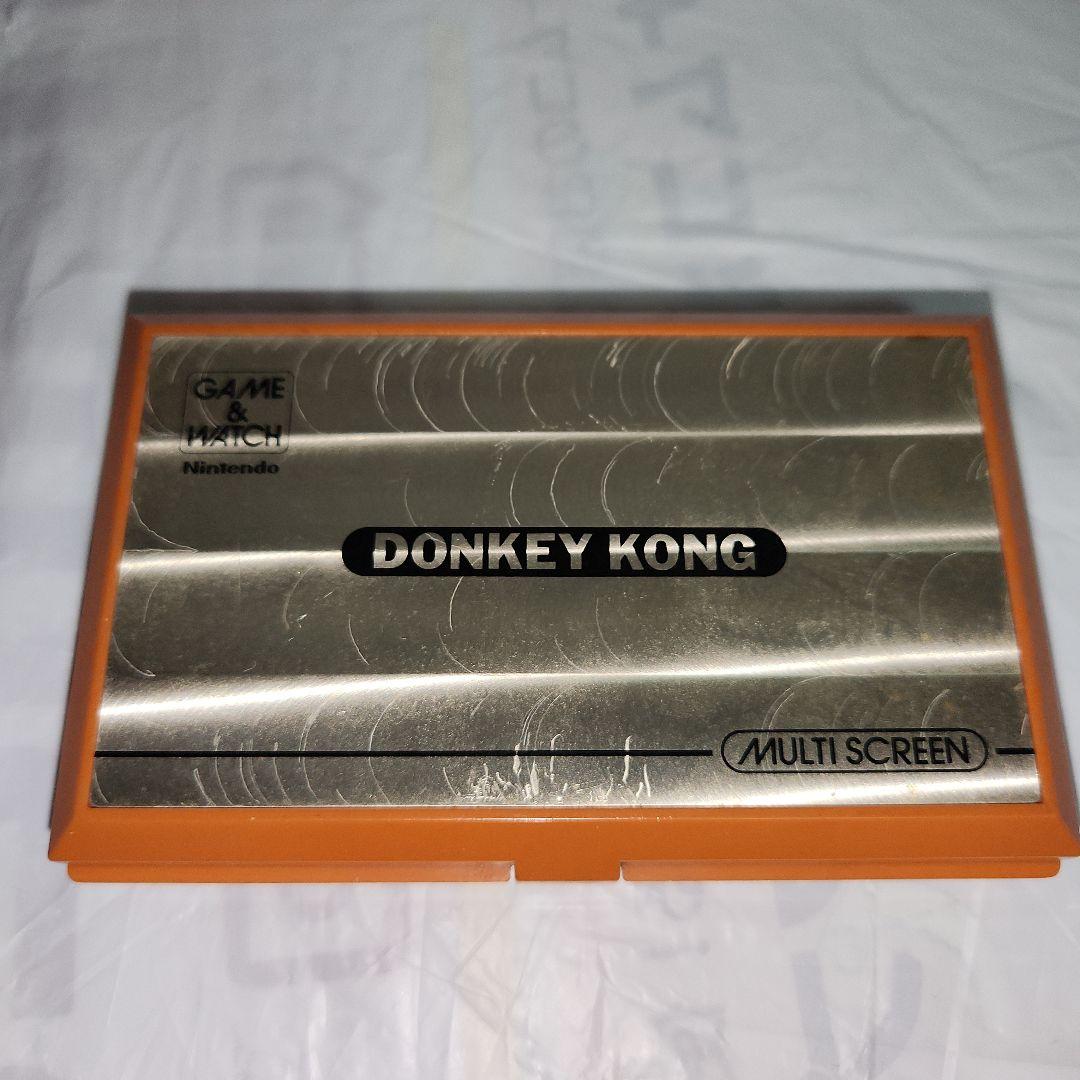 GAME
&
WATCH
Nintendo
DONKEY KONG
MULTI SCREEN